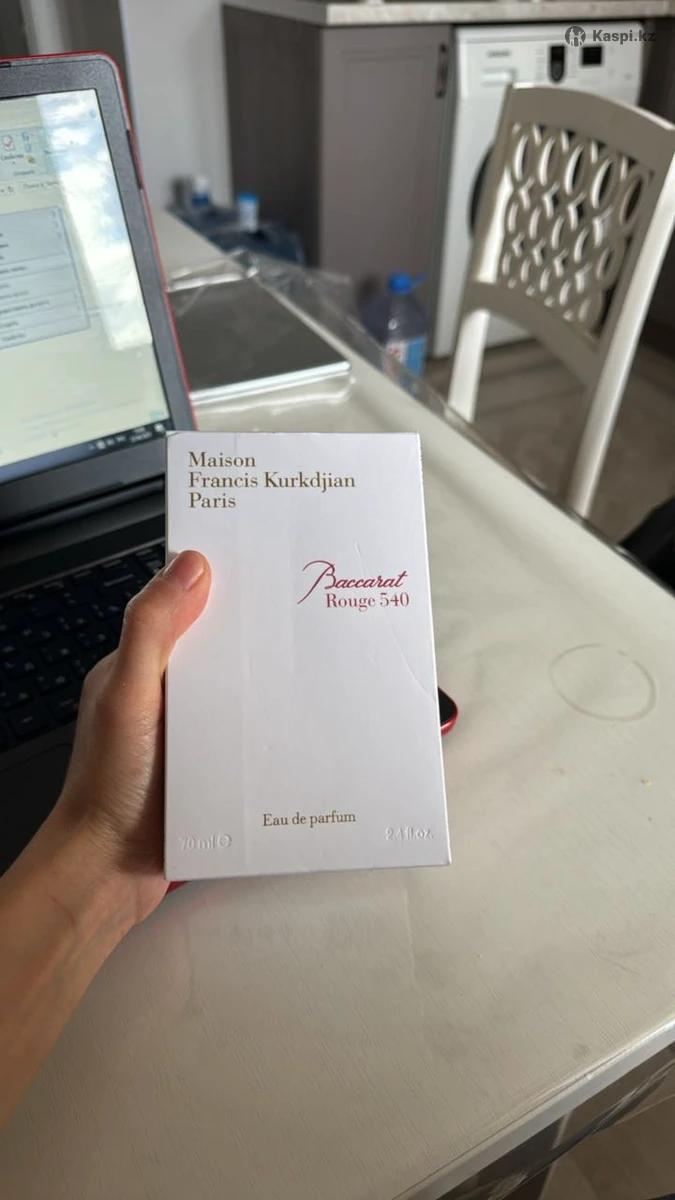 Kaspi.kz
Maison
Francis Kurkdjian
Paris
Baccarat
Rouge 540
Eau de parfum
70 ml e
2.4 fl.oz.